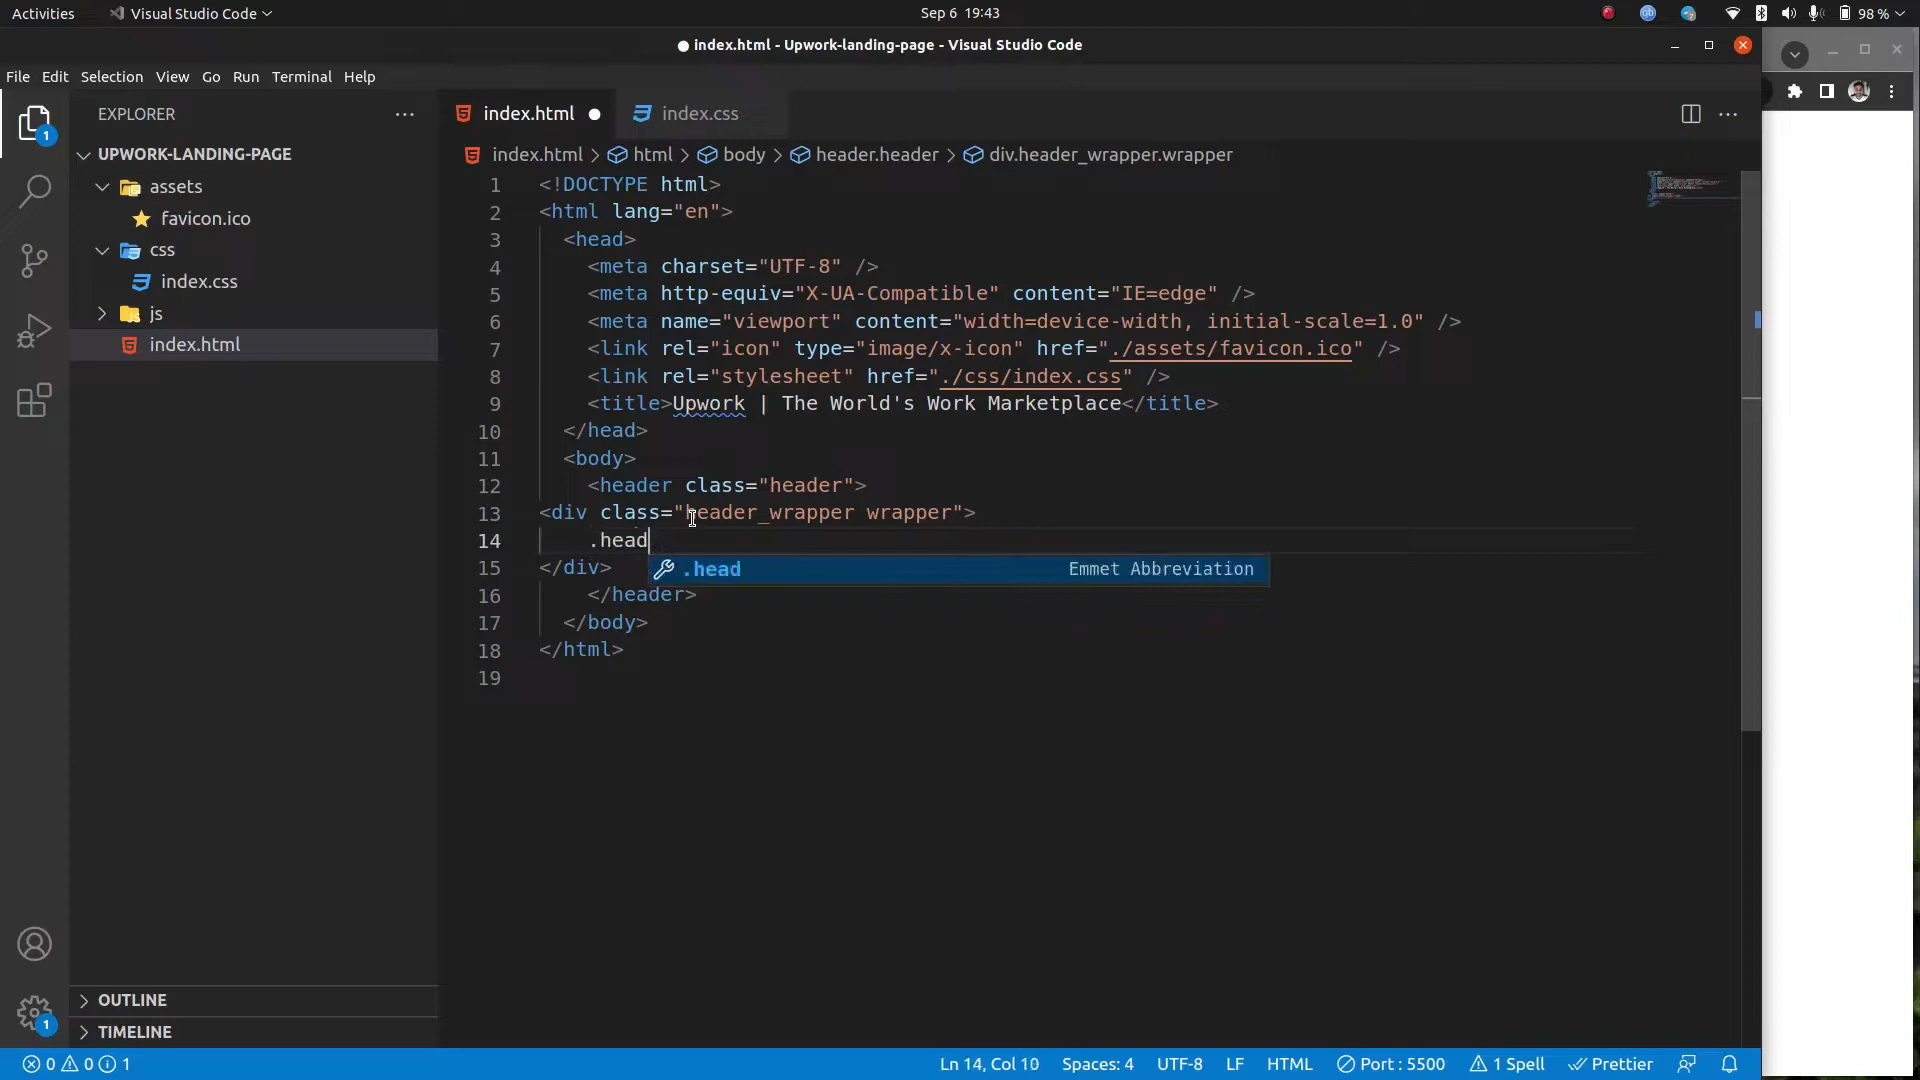 Activities Visual Studio Code Sep 6 19:43 98 %
index.html - Upwork-landing-page - Visual Studio Code
File Edit Selection View Go Run Terminal Help
EXPLORER index.html index.css
index.html > html > body > header.header > div.header_wrapper.wrapper
UPWORK-LANDING-PAGE
assets
favicon.ico
css
index.css
js
index.html
1 <!DOCTYPE html>
2 <html lang="en">
3 <head>
4 <meta charset="UTF-8" />
5 <meta http-equiv="X-UA-Compatible" content="IE=edge" />
6 <meta name="viewport" content="width=device-width, initial-scale=1.0" />
7 <link rel="icon" type="image/x-icon" href="./assets/favicon.ico" />
8 <link rel="stylesheet" href="./css/index.css" />
9 <title>Upwork | The World's Work Marketplace</title>
10 </head>
11 <body>
12 <header class="header">
13 <div class="header_wrapper wrapper">
14 .head
.head Emmet Abbreviation
15 </div>
16 </header>
17 </body>
18 </html>
19
1
1
OUTLINE
TIMELINE
0 0 1 Ln 14, Col 10 Spaces: 4 UTF-8 LF HTML Port : 5500 1 Spell Prettier